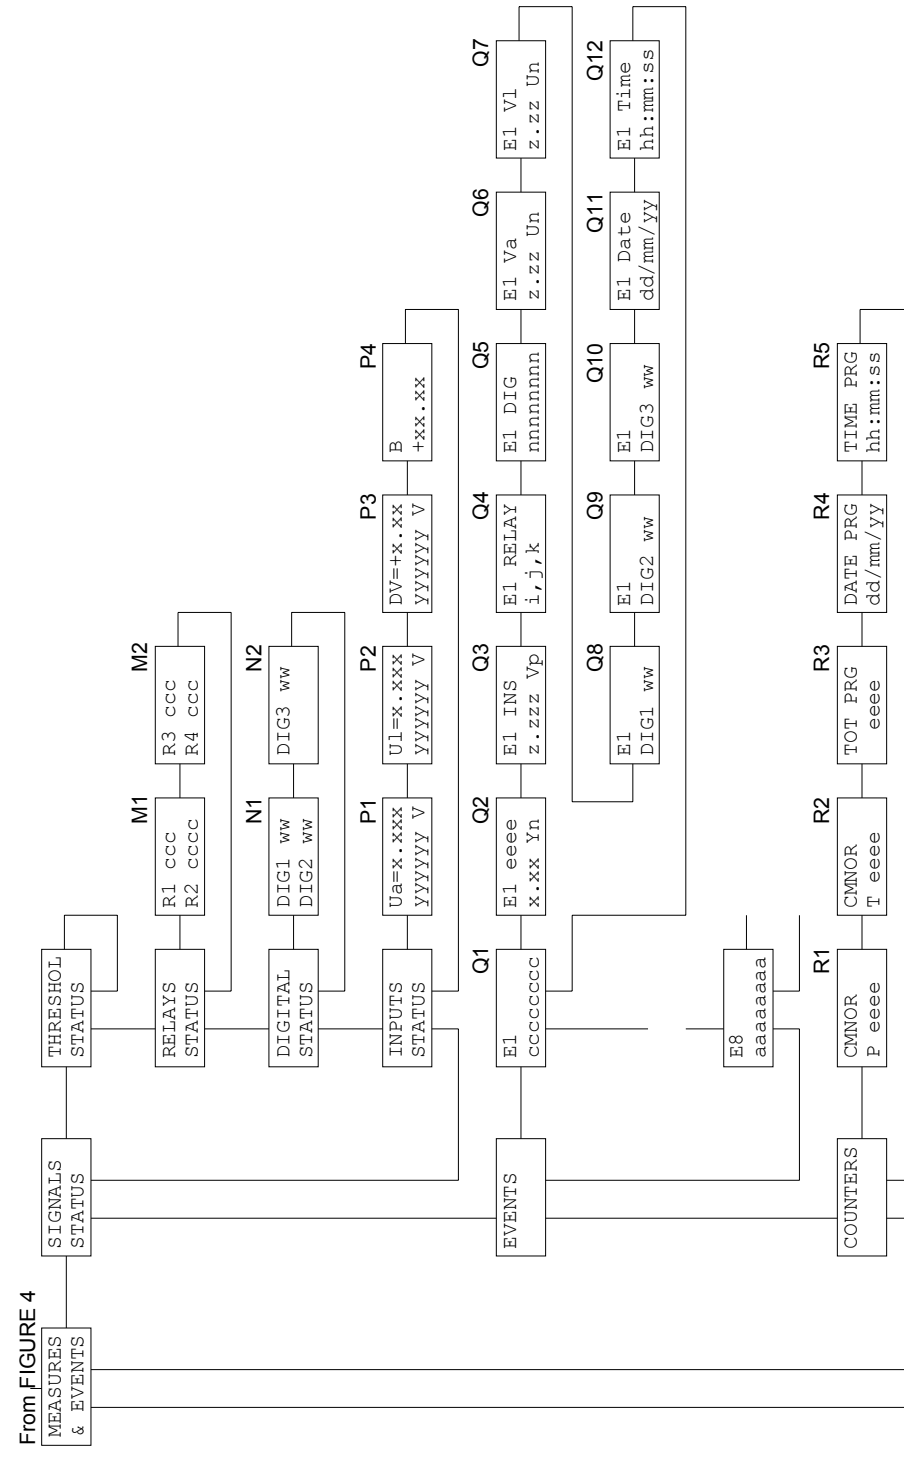 From FIGURE 4
MEASURES
& EVENTS
SIGNALS
STATUS
THRESHOL
STATUS
RELAYS
STATUS
M1
R1 ccc
R2 cccc
M2
R3 ccc
R4 ccc
DIGITAL
STATUS
N1
DIG1 ww
DIG2 ww
N2
DIG3 ww
INPUTS
STATUS
P1
Ua=x.xxx
yyyyyy V
P2
Ul=x.xxx
yyyyyy V
P3
DV=+x.xx
yyyyyy V
P4
B
+xx.xx
EVENTS
Q1
E1
cccccccc
Q2
E1 eeee
x.xx Yn
Q3
E1 INS
z.zzz Vp
Q4
E1 RELAY
i,j,k
Q5
E1 DIG
nnnnnnnn
Q6
E1 Va
z.zz Un
Q7
E1 Vl
z.zz Un
Q8
E1
DIG1 ww
Q9
E1
DIG2 ww
Q10
E1
DIG3 ww
Q11
E1 Date
dd/mm/yy
Q12
E1 Time
hh:mm:ss
E8
aaaaaaaa
COUNTERS
R1
CMNOR
P eeee
R2
CMNOR
T eeee
R3
TOT PRG
eeee
R4
DATE PRG
dd/mm/yy
R5
TIME PRG
hh:mm:ss